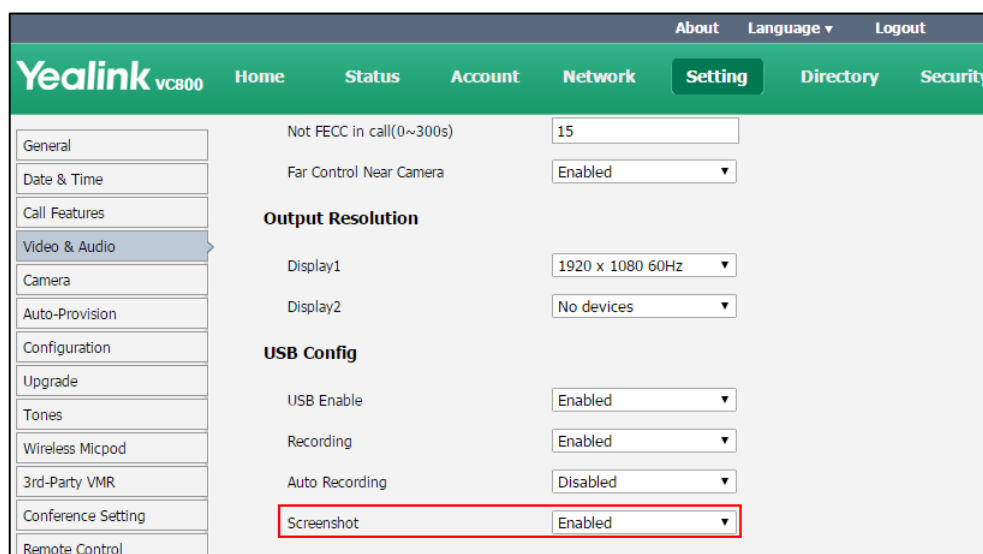 About Language ▾ Logout
Yealink VC800 Home Status Account Network Setting Directory Security
General
Date & Time
Call Features
Video & Audio
Camera
Auto-Provision
Configuration
Upgrade
Tones
Wireless Micpod
3rd-Party VMR
Conference Setting
Remote Control
Not FECC in call(0~300s) 15
Far Control Near Camera Enabled
Output Resolution
Display1 1920 x 1080 60Hz
Display2 No devices
USB Config
USB Enable Enabled
Recording Enabled
Auto Recording Disabled
Screenshot Enabled